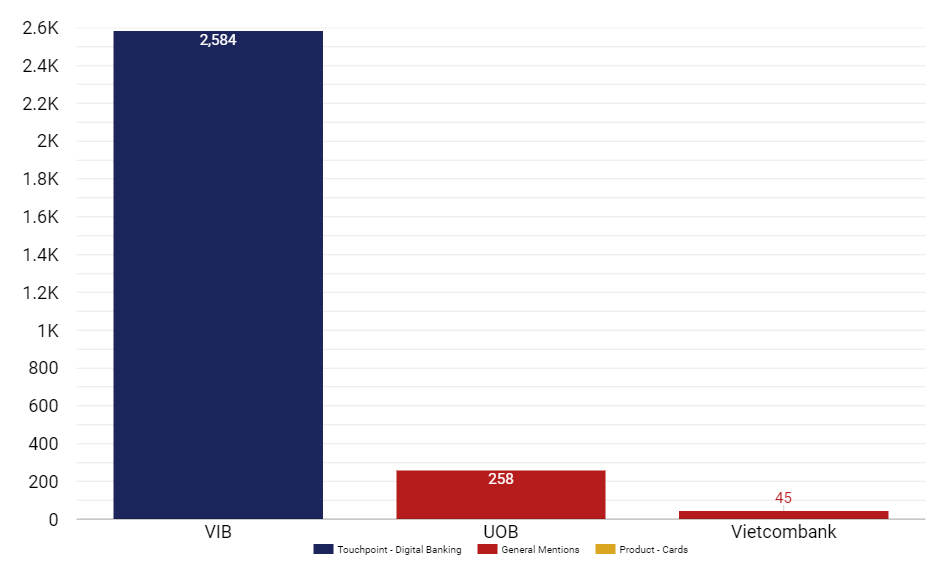 2.6K
2,584
2.4K
2.2K
2K
1.8K
1.6K
1.4K
1.2K
1K
800
600
400
258
200
45
0
VIB UOB Vietcombank
Touchpoint - Digital Banking General Mentions Product - Cards